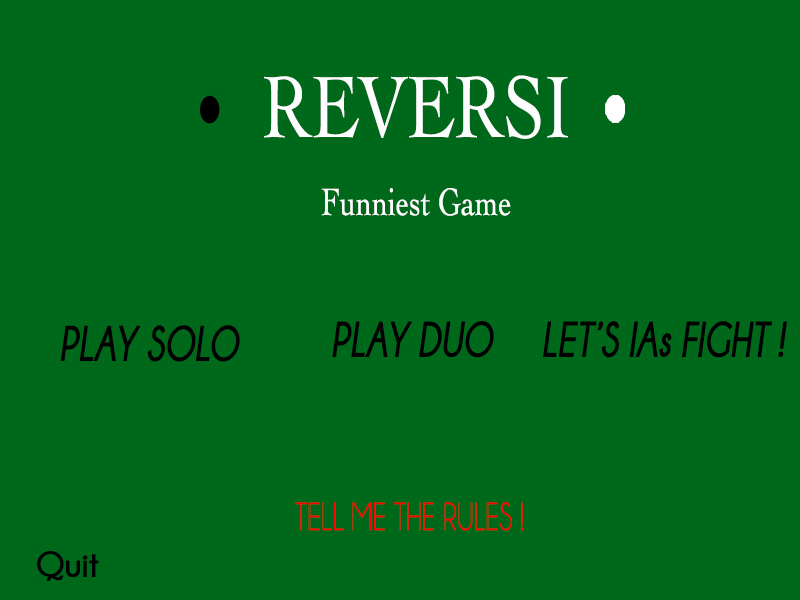 REVERSI
Funniest Game
PLAY SOLO
PLAY DUO
LET'S IAs FIGHT !
TELL ME THE RULES !
Quit